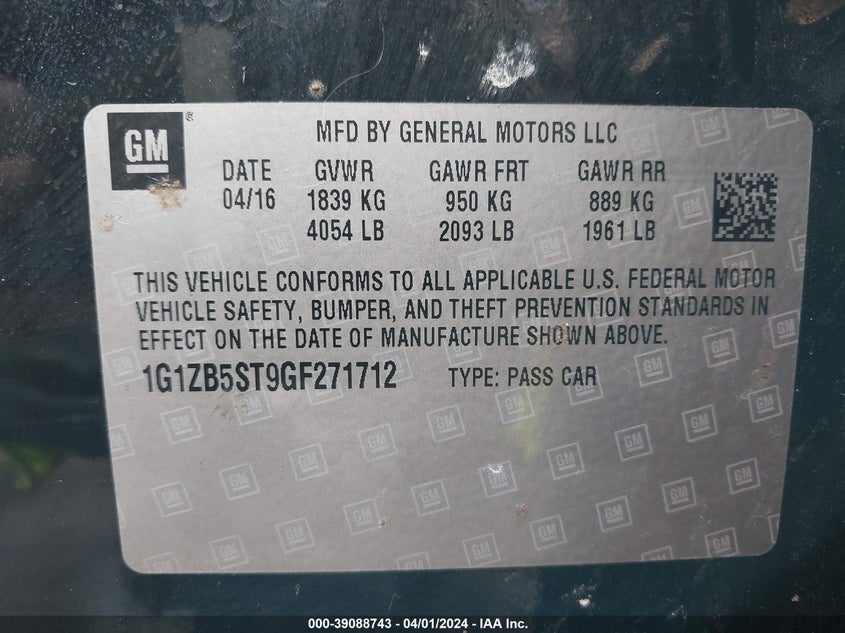 GM ®
MFD BY GENERAL MOTORS LLC
DATE GVWR GAWR FRT GAWR RR
04/16 1839 KG 950 KG 889 KG
4054 LB 2093 LB 1961 LB
THIS VEHICLE CONFORMS TO ALL APPLICABLE U.S. FEDERAL MOTOR
VEHICLE SAFETY, BUMPER, AND THEFT PREVENTION STANDARDS IN
EFFECT ON THE DATE OF MANUFACTURE SHOWN ABOVE.
1G1ZB5ST9GF271712 TYPE: PASS CAR
000-39088743 - 04/01/2024 - IAA Inc.